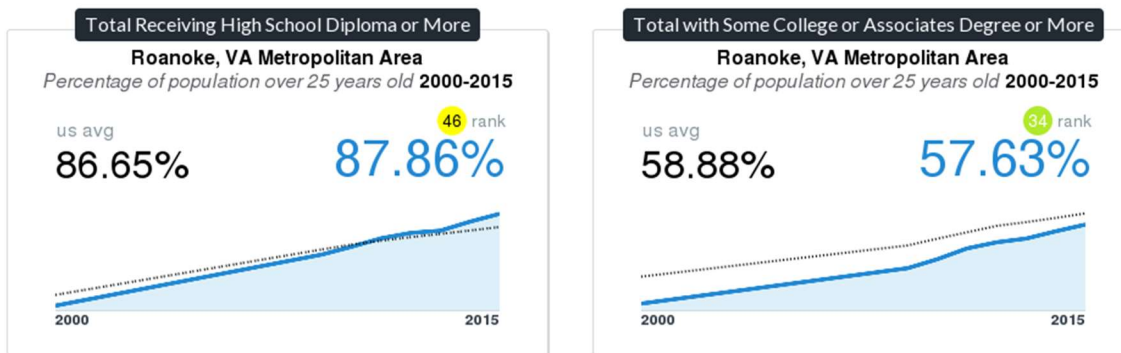 Total Receiving High School Diploma or More
Roanoke, VA Metropolitan Area
Percentage of population over 25 years old 2000-2015
46 rank
us avg
86.65%
87.86%
2000
2015
Total with Some College or Associates Degree or More
Roanoke, VA Metropolitan Area
Percentage of population over 25 years old 2000-2015
34 rank
us avg
58.88%
57.63%
2000
2015